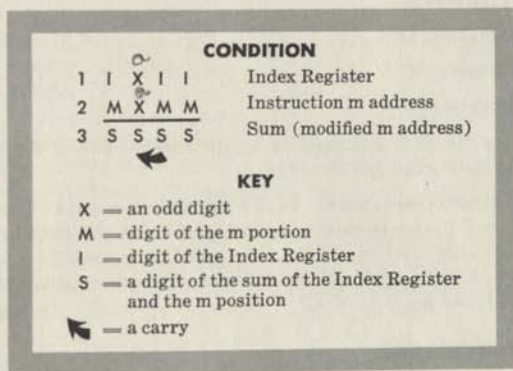 CONDITION
1 I X I I Index Register
2 M X M M Instruction m address
3 S S S S Sum (modified m address)
KEY
X = an odd digit
M = digit of the m portion
I = digit of the Index Register
S = a digit of the sum of the Index Register
and the m position
= a carry